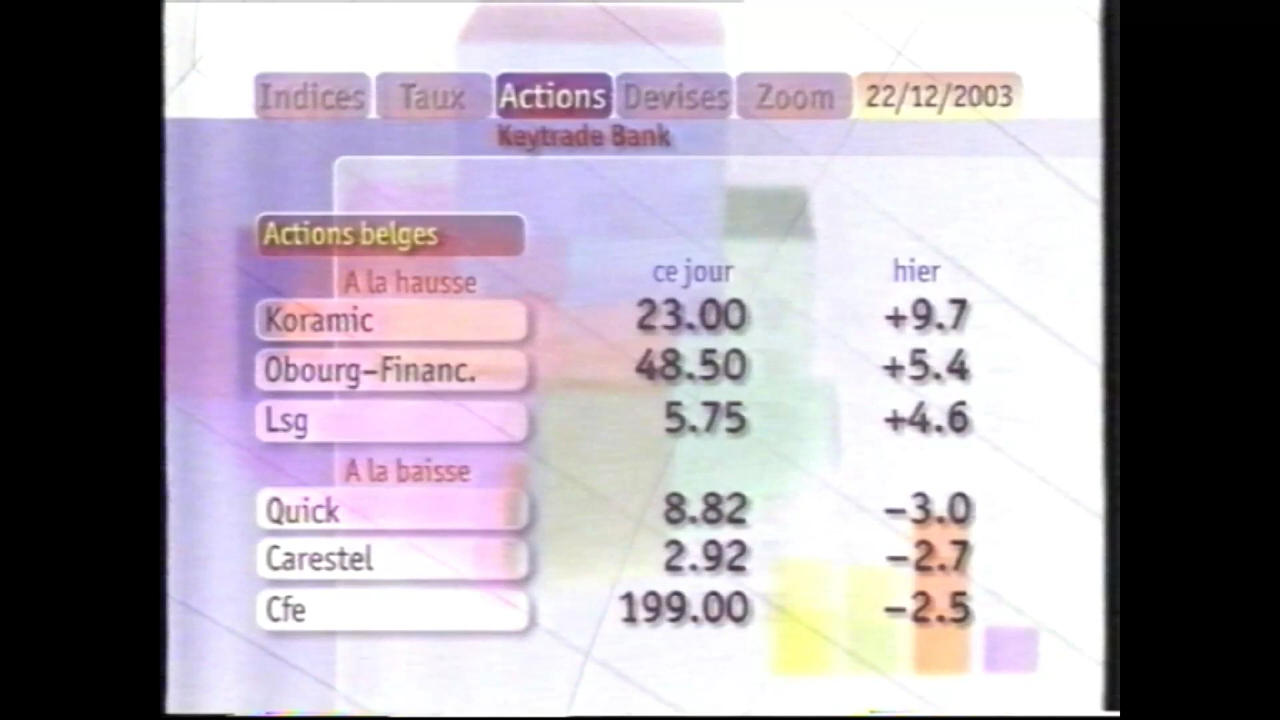 Indices Taux Actions Devises Zoom 22/12/2003
Keytrade Bank
Actions belges
A la hausse ce jour hier
Koramic 23.00 +9.7
Obourg-Financ. 48.50 +5.4
Lsg 5.75 +4.6
A la baisse
Quick 8.82 -3.0
Carestel 2.92 -2.7
Cfe 199.00 -2.5